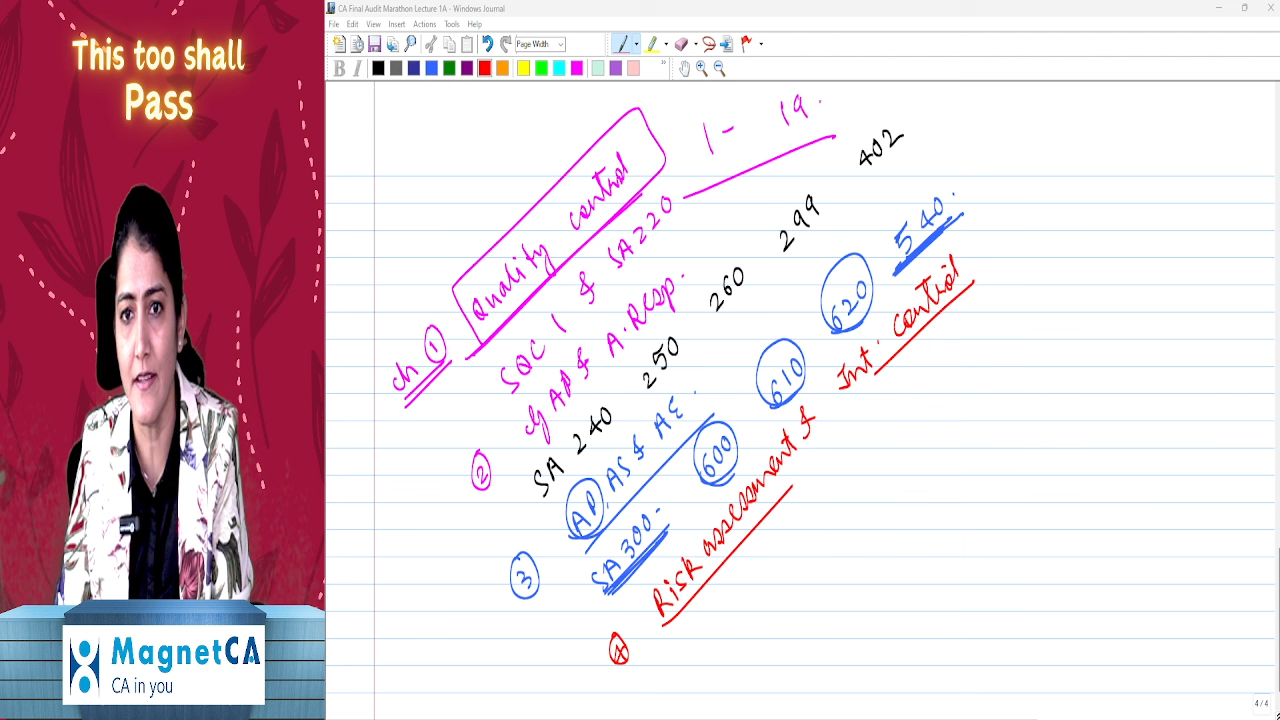 This too shall
Pass
MagnetCA
CA in you
CA Final Audit Marathon Lecture 1A - Windows Journal
File Edit View Insert Actions Tools Help
Page Width
B I
ch ① Quality control 1 - 19.
SQC 1 & SA220
② of AP & A. Resp.
SA 240 250 260 299 402
③ AP. AS & AE.
SA 300- 600 610 620 540.
④ Risk assessment & Int. control
4 / 4